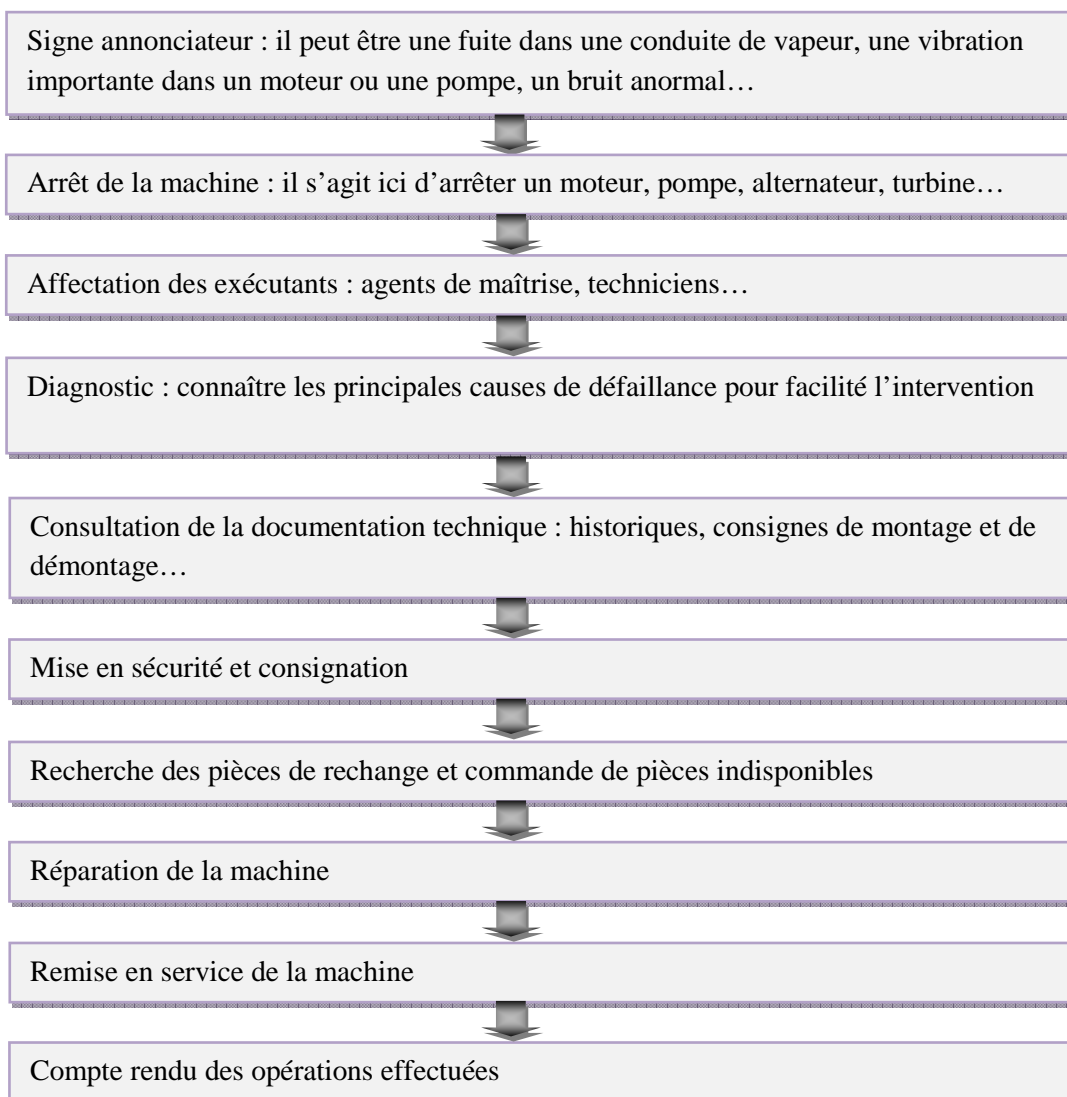 Signe annonciateur : il peut être une fuite dans une conduite de vapeur, une vibration
importante dans un moteur ou une pompe, un bruit anormal…
Arrêt de la machine : il s’agit ici d’arrêter un moteur, pompe, alternateur, turbine…
Affectation des exécutants : agents de maîtrise, techniciens…
Diagnostic : connaître les principales causes de défaillance pour facilité l’intervention
Consultation de la documentation technique : historiques, consignes de montage et de
démontage…
Mise en sécurité et consignation
Recherche des pièces de rechange et commande de pièces indisponibles
Réparation de la machine
Remise en service de la machine
Compte rendu des opérations effectuées